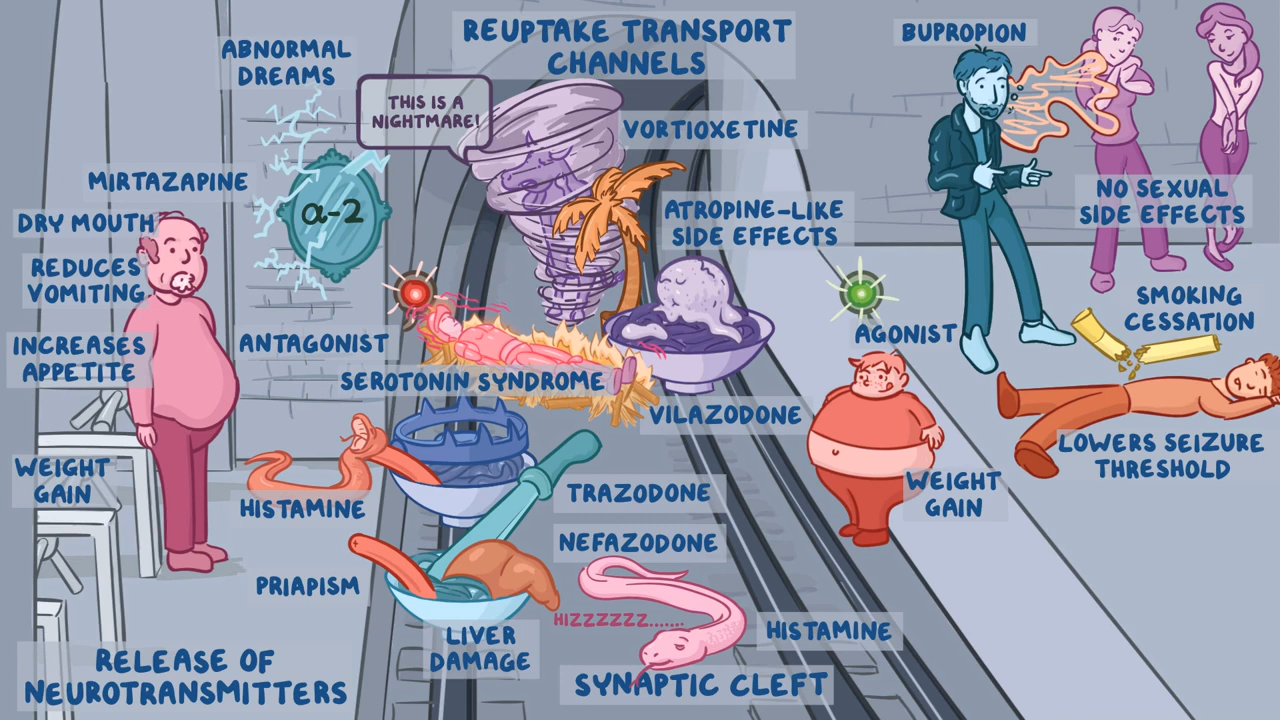 REUPTAKE TRANSPORT
CHANNELS
ABNORMAL
DREAMS
THIS IS A
NIGHTMARE!
BUPROPION
VORTIOXETINE
MIRTAZAPINE
α-2
DRY MOUTH
ATROPINE-LIKE
SIDE EFFECTS
NO SEXUAL
SIDE EFFECTS
REDUCES
VOMITING
SMOKING
CESSATION
INCREASES
APPETITE
ANTAGONIST
AGONIST
SEROTONIN SYNDROME
VILAZODONE
LOWERS SEIZURE
THRESHOLD
WEIGHT
GAIN
HISTAMINE
TRAZODONE
WEIGHT
GAIN
NEFAZODONE
PRIAPISM
HIZZZZZZ.......
HISTAMINE
LIVER
DAMAGE
RELEASE OF
NEUROTRANSMITTERS
SYNAPTIC CLEFT